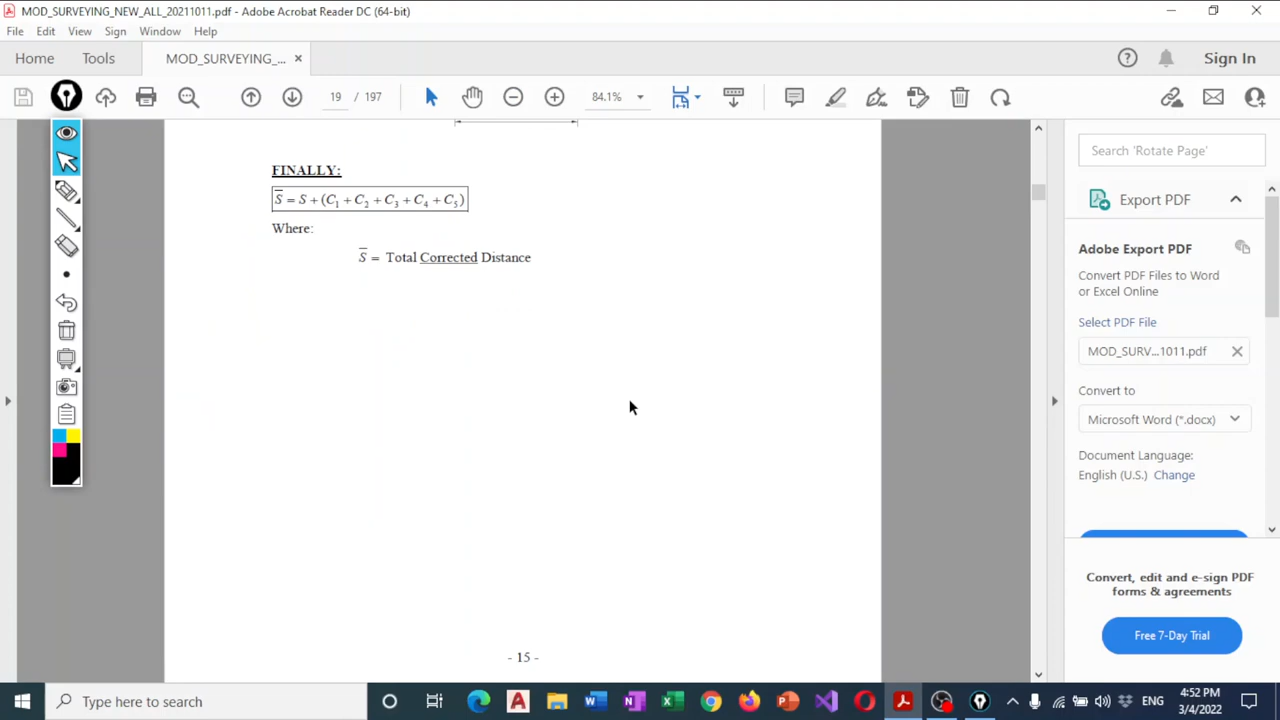 MOD_SURVEYING_NEW_ALL_20211011.pdf - Adobe Acrobat Reader DC (64-bit)
File Edit View Sign Window Help
Home Tools MOD_SURVEYING_... × Sign In
19 / 197 84.1%
FINALLY:
S̅ = S + (C₁ + C₂ + C₃ + C₄ + C₅)
Where:
S̅ = Total Corrected Distance
- 15 -
Search 'Rotate Page'
Export PDF
Adobe Export PDF
Convert PDF Files to Word
or Excel Online
Select PDF File
MOD_SURV...1011.pdf
Convert to
Microsoft Word (*.docx)
Document Language:
English (U.S.) Change
Convert, edit and e-sign PDF
forms & agreements
Free 7-Day Trial
Type here to search
ENG
4:52 PM
3/4/2022